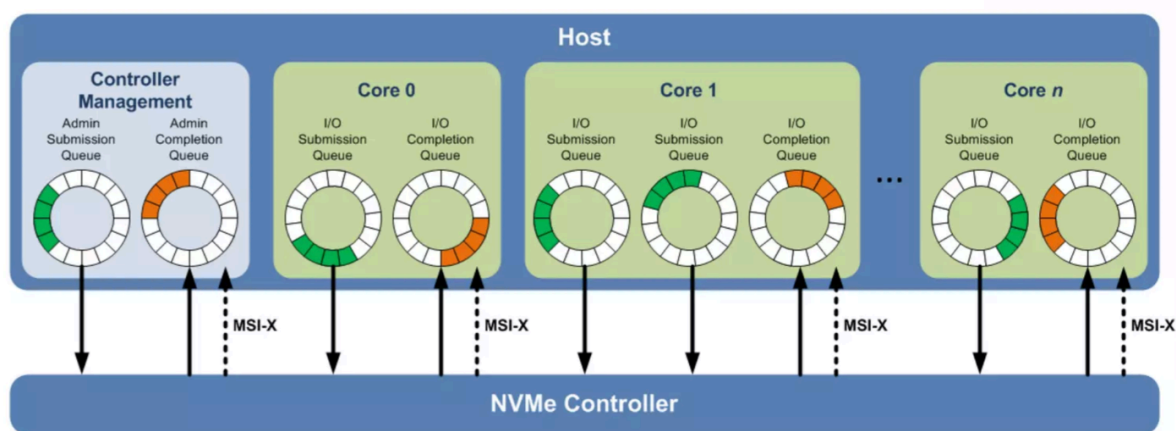 Host
Controller
Management
Admin
Submission
Queue
Admin
Completion
Queue
Core 0
I/O
Submission
Queue
I/O
Completion
Queue
Core 1
I/O
Submission
Queue
I/O
Submission
Queue
I/O
Completion
Queue
...
Core n
I/O
Submission
Queue
I/O
Completion
Queue
MSI-X
MSI-X
MSI-X
MSI-X
NVMe Controller